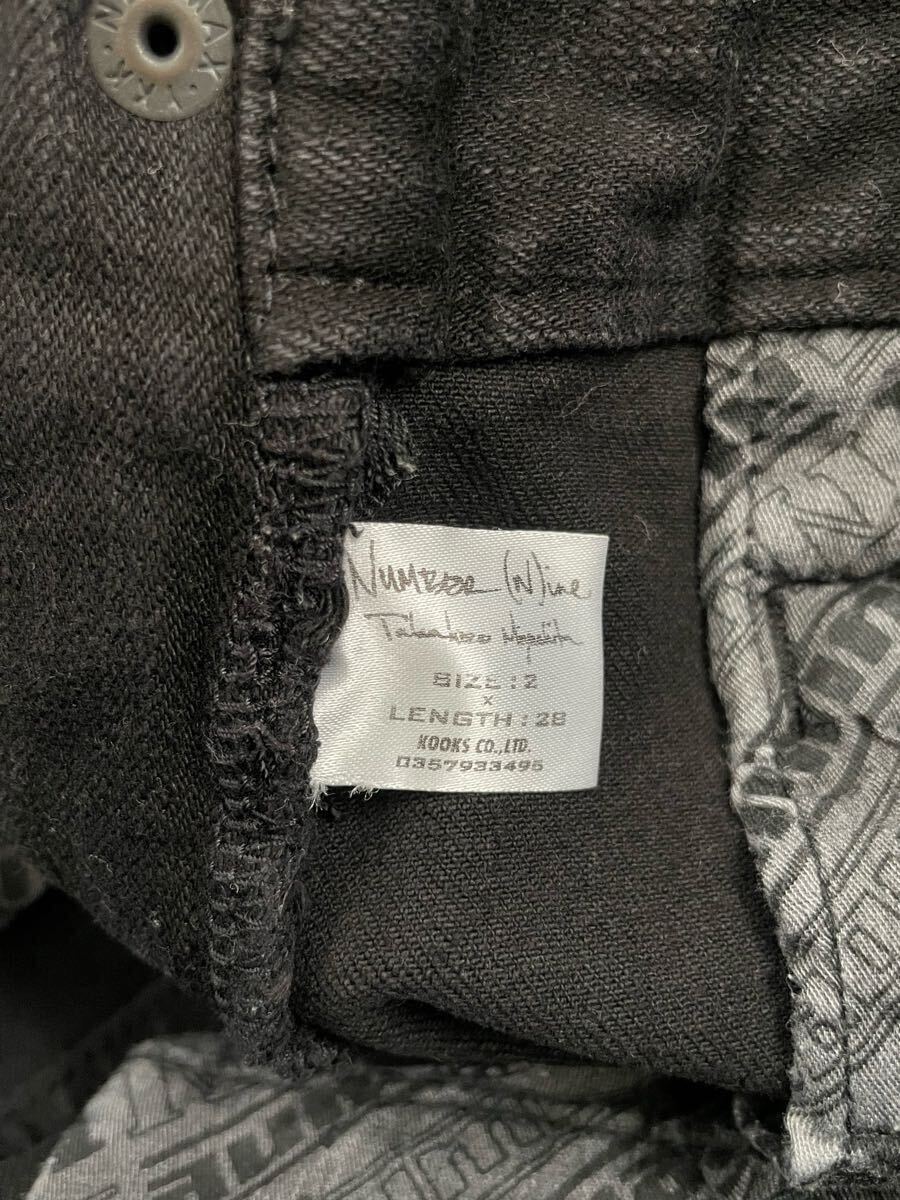 NUMBER (N)INE
Takahiro Miyashita
SIZE : 2
x
LENGTH : 28
KOOKS CO.,LTD.
0357933495